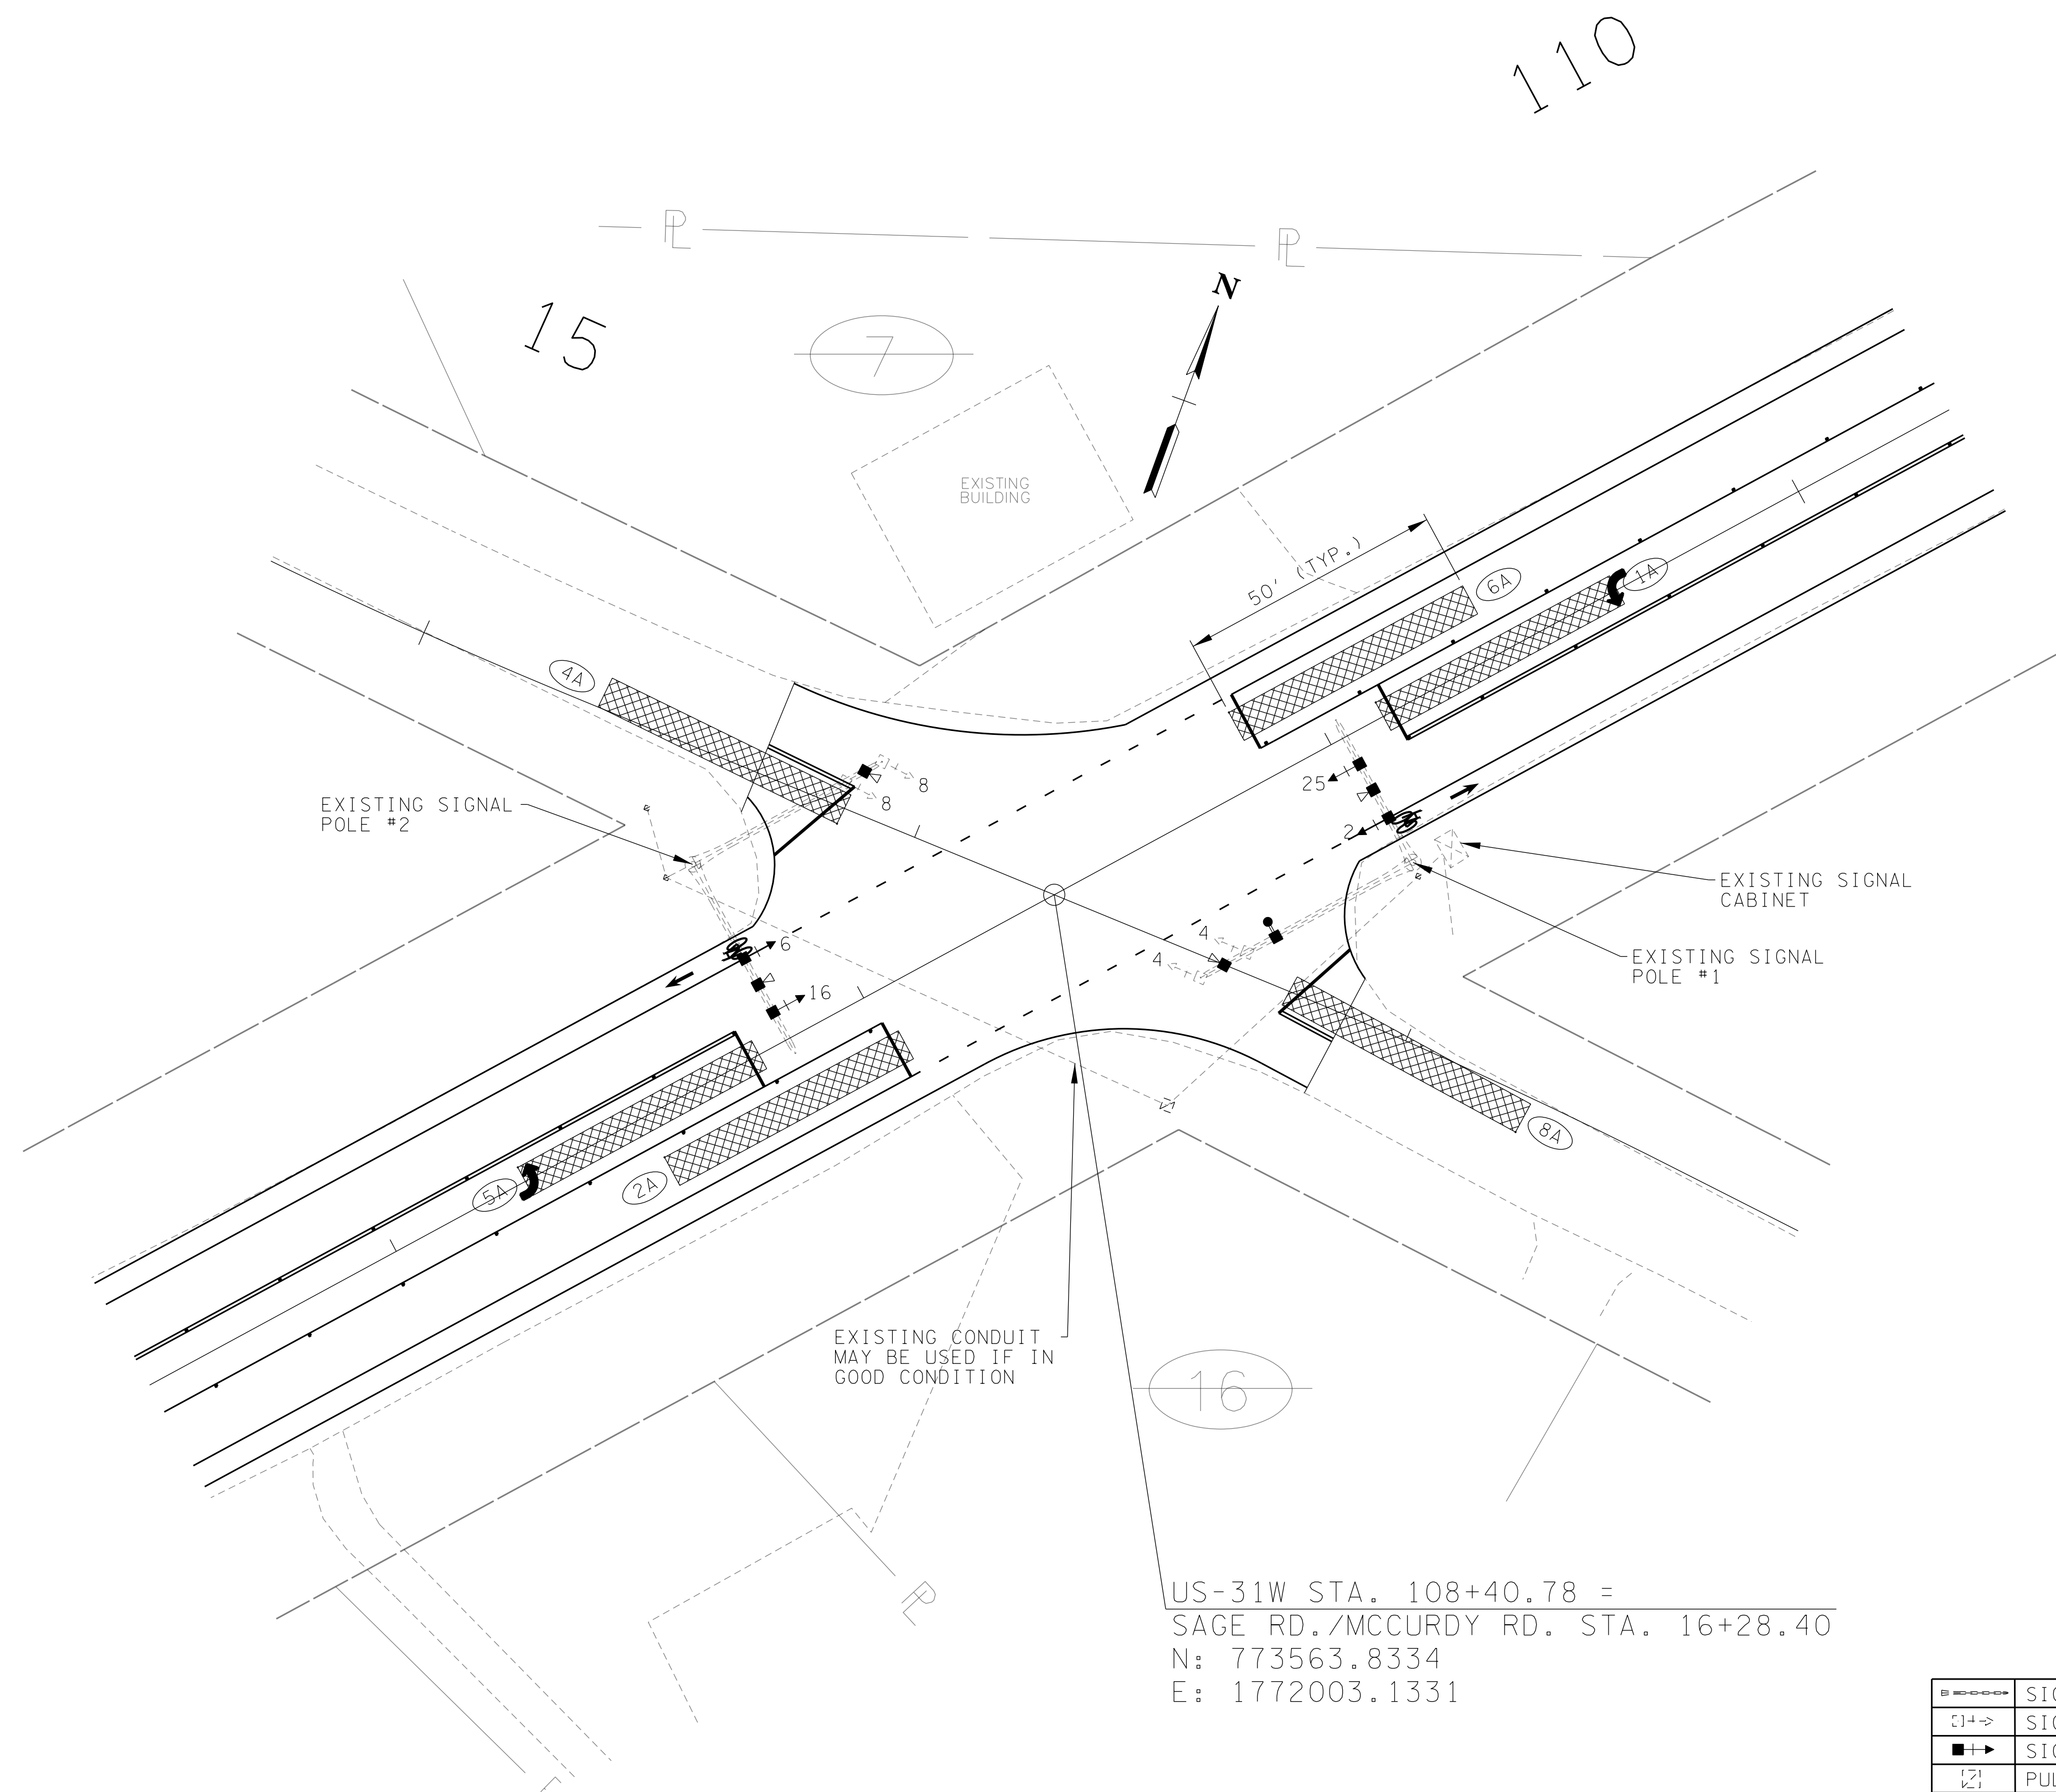 110
15
7
N
EXISTING
BUILDING
50' (TYP.)
6A
1A
4A
8
8
25
2
EXISTING SIGNAL
POLE #2
EXISTING SIGNAL
CABINET
6
16
4
4
EXISTING SIGNAL
POLE #1
8A
5A
2A
EXISTING CONDUIT
MAY BE USED IF IN
GOOD CONDITION
16
US-31W STA. 108+40.78 =
SAGE RD./MCCURDY RD. STA. 16+28.40
N: 773563.8334
E: 1772003.1331